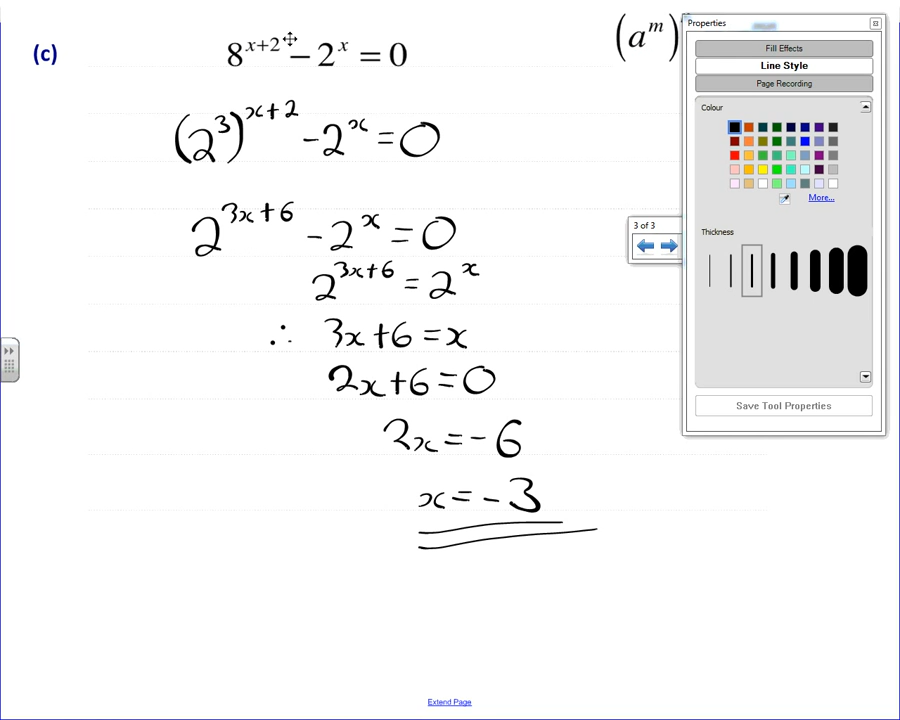 (c)
8^{x+2} - 2^x = 0
(a^m)
(2^3)^{x+2} - 2^x = 0
2^{3x+6} - 2^x = 0
2^{3x+6} = 2^x
∴ 3x+6 = x
2x+6 = 0
2x = -6
x = -3
Extend Page
3 of 3
Properties
Fill Effects
Line Style
Page Recording
Colour
More...
Thickness
Save Tool Properties